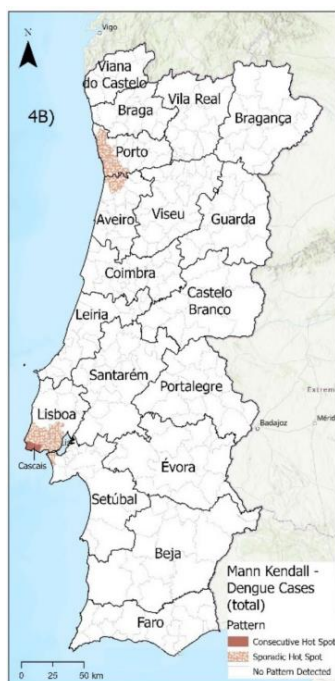 N
Vigo
Viana
do Castelo
Braga
Vila Real
Bragança
4B)
Porto
Aveiro
Viseu
Guarda
Coimbra
Castelo
Branco
Leiria
Santarém
Portalegre
Lisboa
Cascais
Badajoz
Évora
Setúbal
Beja
Faro
Mann Kendall -
Dengue Cases
(total)
Pattern
Consecutive Hot Spot
Sporadic Hot Spot
No Pattern Detected
0 25 50 km